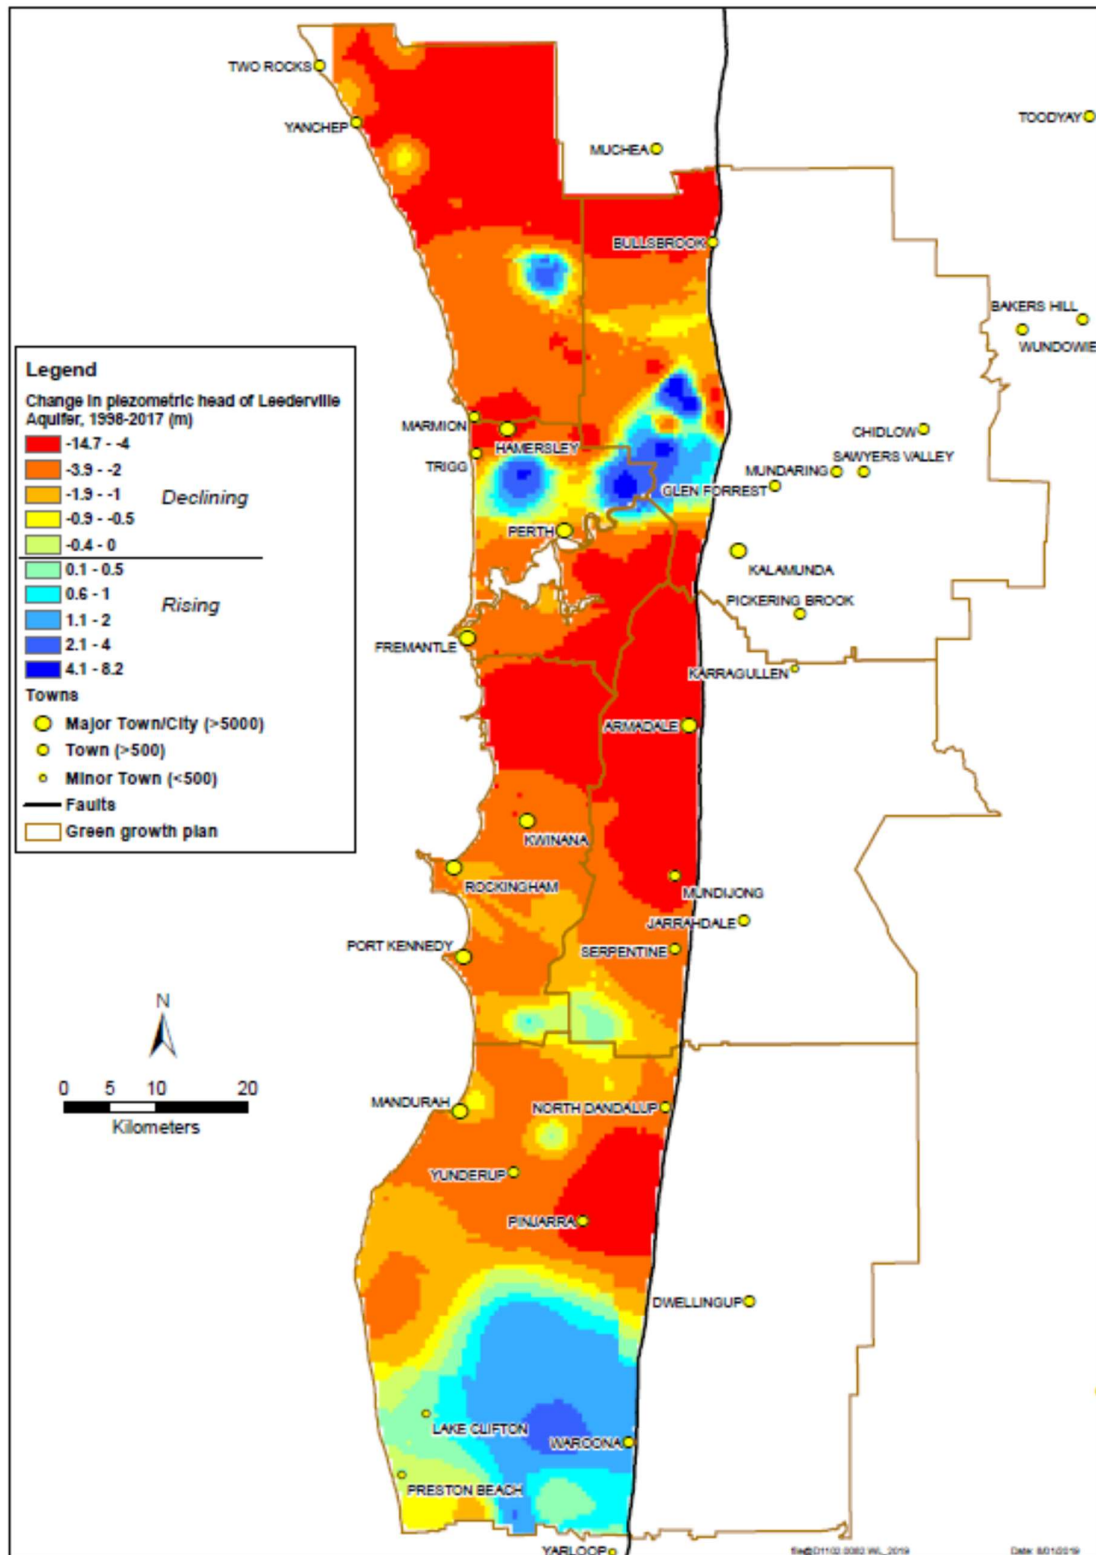 TWO ROCKS
TOODYAY
YANCHEP
MUCHEA
BULLSBROOK
BAKERS HILL
WUNDOWIE
Legend
Change in piezometric head of Leederville
Aquifer, 1998-2017 (m)
-14.7 - -4
-3.9 - -2
-1.9 - -1
Declining
-0.9 - -0.5
-0.4 - 0
0.1 - 0.5
0.6 - 1
Rising
1.1 - 2
2.1 - 4
4.1 - 8.2
Towns
Major Town/City (>5000)
Town (>500)
Minor Town (<500)
Faults
Green growth plan
MARMION
HAMERSLEY
TRIGG
CHIDLOW
SAWYERS VALLEY
MUNDARING
GLEN FORREST
PERTH
KALAMUNDA
PICKERING BROOK
FREMANTLE
KARRAGULLEN
ARMADALE
KWINANA
ROCKINGHAM
MUNDIJONG
JARRAHDALE
PORT KENNEDY
SERPENTINE
N
0 5 10 20
Kilometers
MANDURAH
NORTH DANDALUP
YUNDERUP
PINJARRA
DWELLINGUP
LAKE CLIFTON
WAROONA
PRESTON BEACH
YARLOOP
Date: 8/01/2019